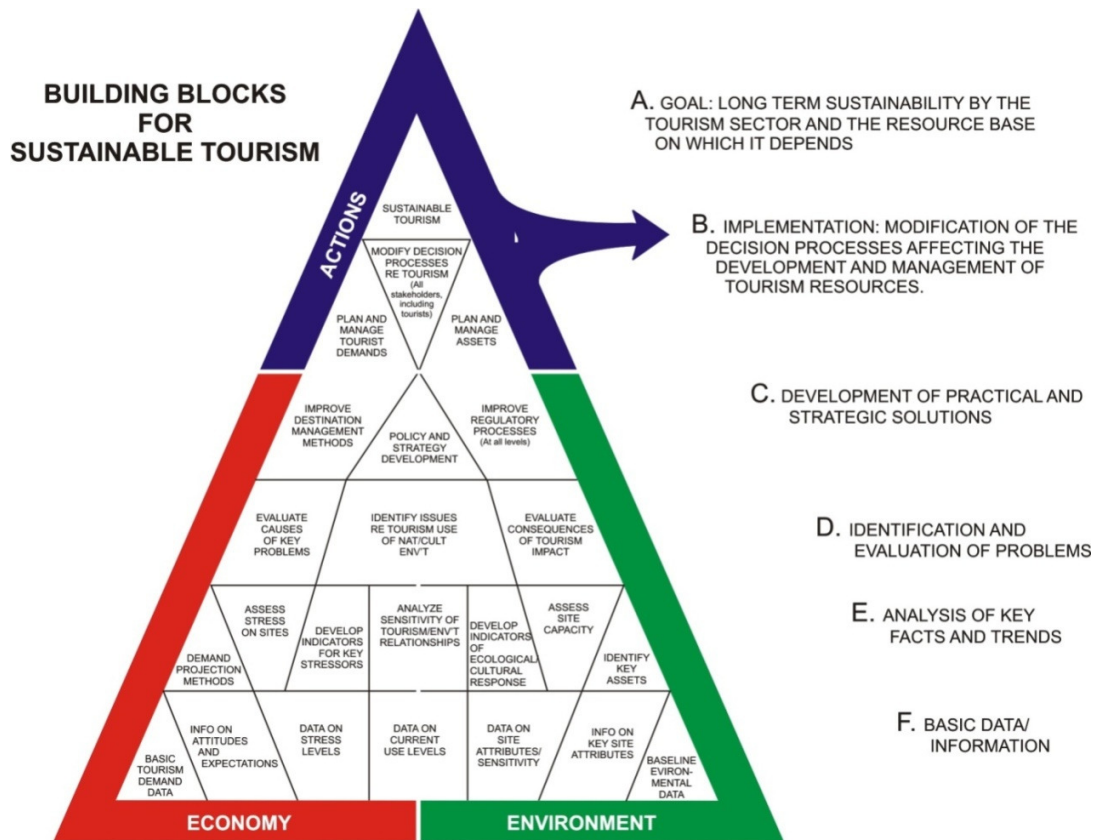 BUILDING BLOCKS
FOR
SUSTAINABLE TOURISM
A. GOAL: LONG TERM SUSTAINABILITY BY THE
TOURISM SECTOR AND THE RESOURCE BASE
ON WHICH IT DEPENDS
ACTIONS
SUSTAINABLE
TOURISM
B. IMPLEMENTATION: MODIFICATION OF THE
DECISION PROCESSES AFFECTING THE
DEVELOPMENT AND MANAGEMENT OF
TOURISM RESOURCES.
MODIFY DECISION
PROCESSES
RE TOURISM
(All
stakeholders,
including
tourists)
PLAN AND
MANAGE
TOURIST
DEMANDS
PLAN AND
MANAGE
ASSETS
IMPROVE
DESTINATION
MANAGEMENT
METHODS
POLICY AND
STRATEGY
DEVELOPMENT
IMPROVE
REGULATORY
PROCESSES
(At all levels)
C. DEVELOPMENT OF PRACTICAL AND
STRATEGIC SOLUTIONS
EVALUATE
CAUSES
OF KEY
PROBLEMS
IDENTIFY ISSUES
RE TOURISM USE
OF NAT/CULT
ENV'T
EVALUATE
CONSEQUENCES
OF TOURISM
IMPACT
D. IDENTIFICATION AND
EVALUATION OF PROBLEMS
DEMAND
PROJECTION
METHODS
ASSESS
STRESS
ON SITES
DEVELOP
INDICATORS
FOR KEY
STRESSORS
ANALYZE
SENSITIVITY OF
TOURISM/ENV'T
RELATIONSHIPS
DEVELOP
INDICATORS
OF
ECOLOGICAL/
CULTURAL
RESPONSE
ASSESS
SITE
CAPACITY
IDENTIFY
KEY
ASSETS
E. ANALYSIS OF KEY
FACTS AND TRENDS
BASIC
TOURISM
DEMAND
DATA
INFO ON
ATTITUDES
AND
EXPECTATIONS
DATA ON
STRESS
LEVELS
DATA ON
CURRENT
USE LEVELS
DATA ON
SITE
ATTRIBUTES/
SENSITIVITY
INFO ON
KEY SITE
ATTRIBUTES
BASELINE
EVIRON-
MENTAL
DATA
F. BASIC DATA/
INFORMATION
ECONOMY
ENVIRONMENT